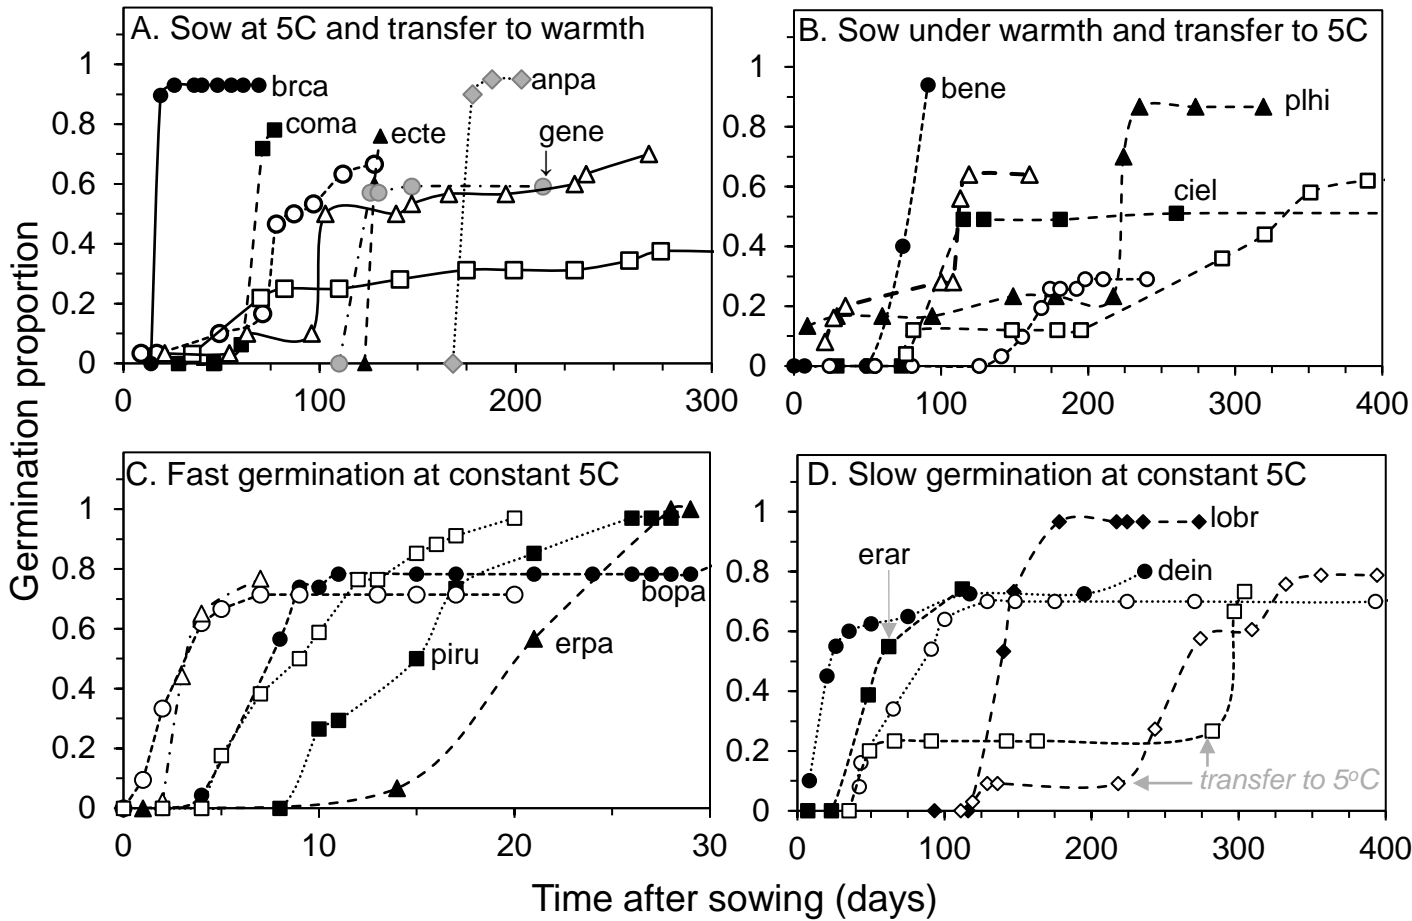 A. Sow at 5C and transfer to warmth
1
0.8
0.6
0.4
0.2
0
0
100
200
300
brca
coma
ecte
anpa
gene
B. Sow under warmth and transfer to 5C
1
0.8
0.6
0.4
0.2
0
0
100
200
300
400
bene
plhi
ciel
Germination proportion
C. Fast germination at constant 5C
1
0.8
0.6
0.4
0.2
0
0
10
20
30
bopa
piru
erpa
D. Slow germination at constant 5C
1
0.8
0.6
0.4
0.2
0
0
100
200
300
400
lobr
erar
dein
transfer to 5ºC
Time after sowing (days)